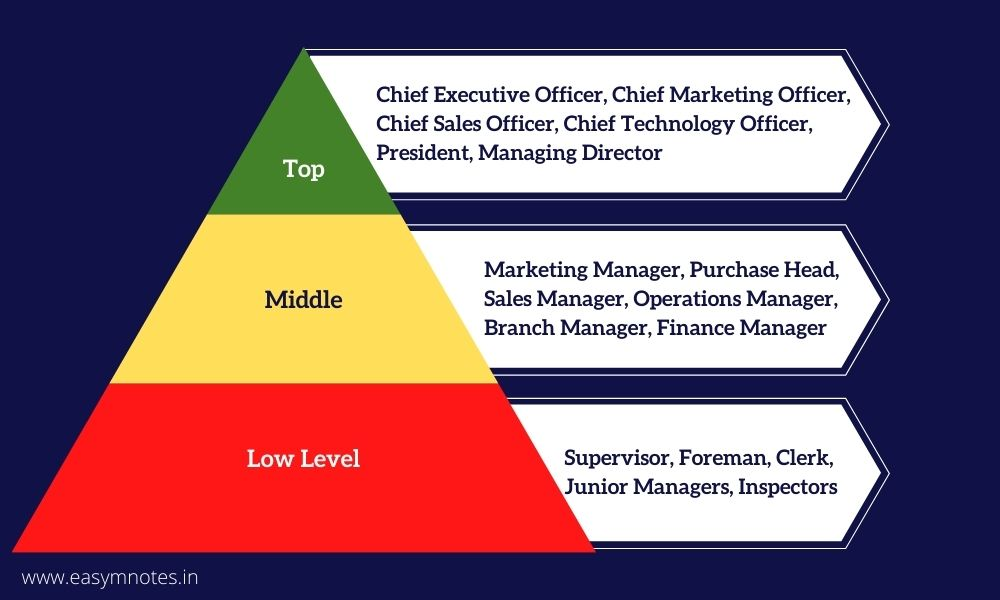 Top
Chief Executive Officer, Chief Marketing Officer,
Chief Sales Officer, Chief Technology Officer,
President, Managing Director
Middle
Marketing Manager, Purchase Head,
Sales Manager, Operations Manager,
Branch Manager, Finance Manager
Low Level
Supervisor, Foreman, Clerk,
Junior Managers, Inspectors
www.easymnotes.in